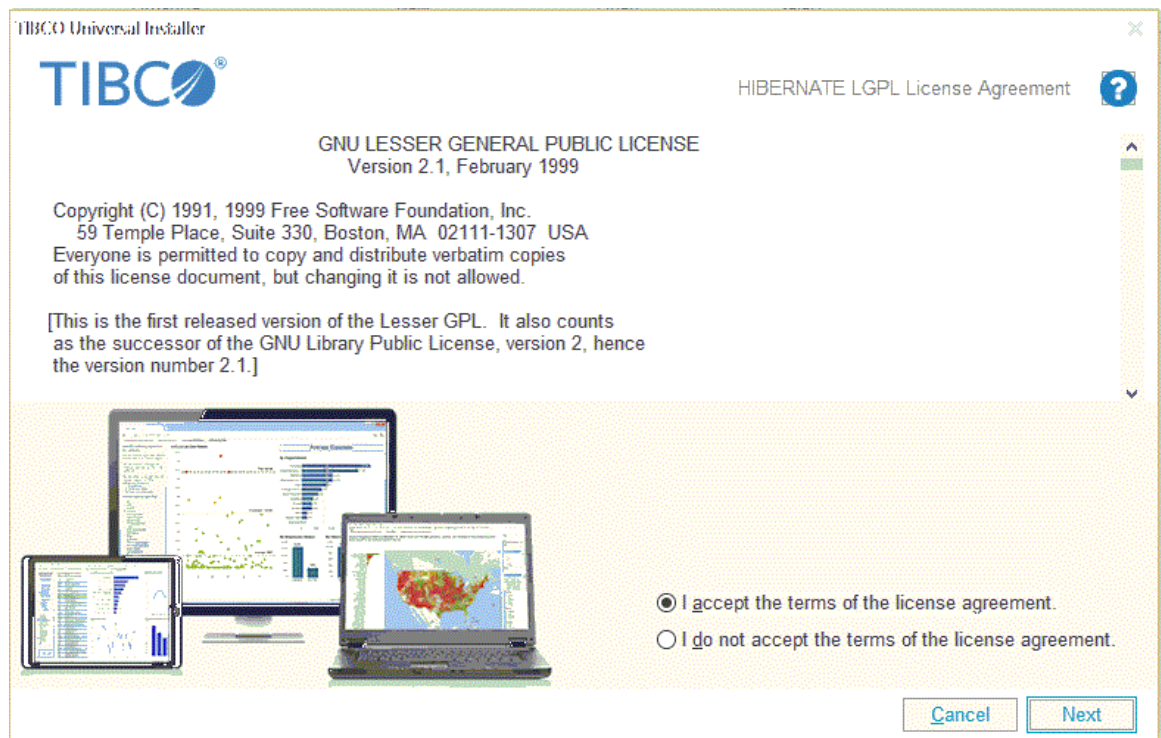 TIBCO Universal Installer
TIBCO®
HIBERNATE LGPL License Agreement
?
GNU LESSER GENERAL PUBLIC LICENSE
Version 2.1, February 1999
Copyright (C) 1991, 1999 Free Software Foundation, Inc.
59 Temple Place, Suite 330, Boston, MA 02111-1307 USA
Everyone is permitted to copy and distribute verbatim copies
of this license document, but changing it is not allowed.
[This is the first released version of the Lesser GPL. It also counts
as the successor of the GNU Library Public License, version 2, hence
the version number 2.1.]
I accept the terms of the license agreement.
I do not accept the terms of the license agreement.
Cancel
Next